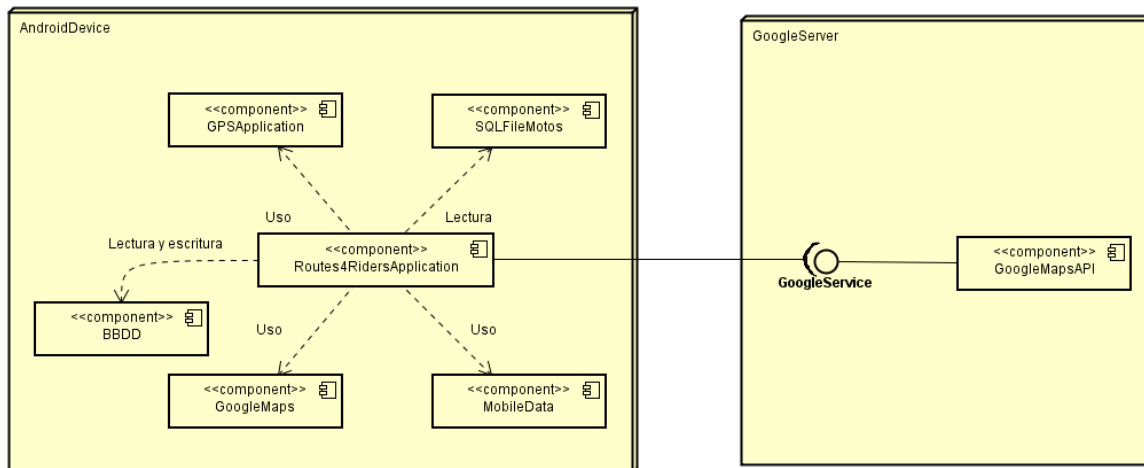 AndroidDevice
GoogleServer
<<component>>
GPSApplication
<<component>>
SQLFileMotos
Uso
Lectura
Lectura y escritura
<<component>>
Routes4RidersApplication
GoogleService
<<component>>
GoogleMapsAPI
<<component>>
BBDD
Uso
Uso
<<component>>
GoogleMaps
<<component>>
MobileData